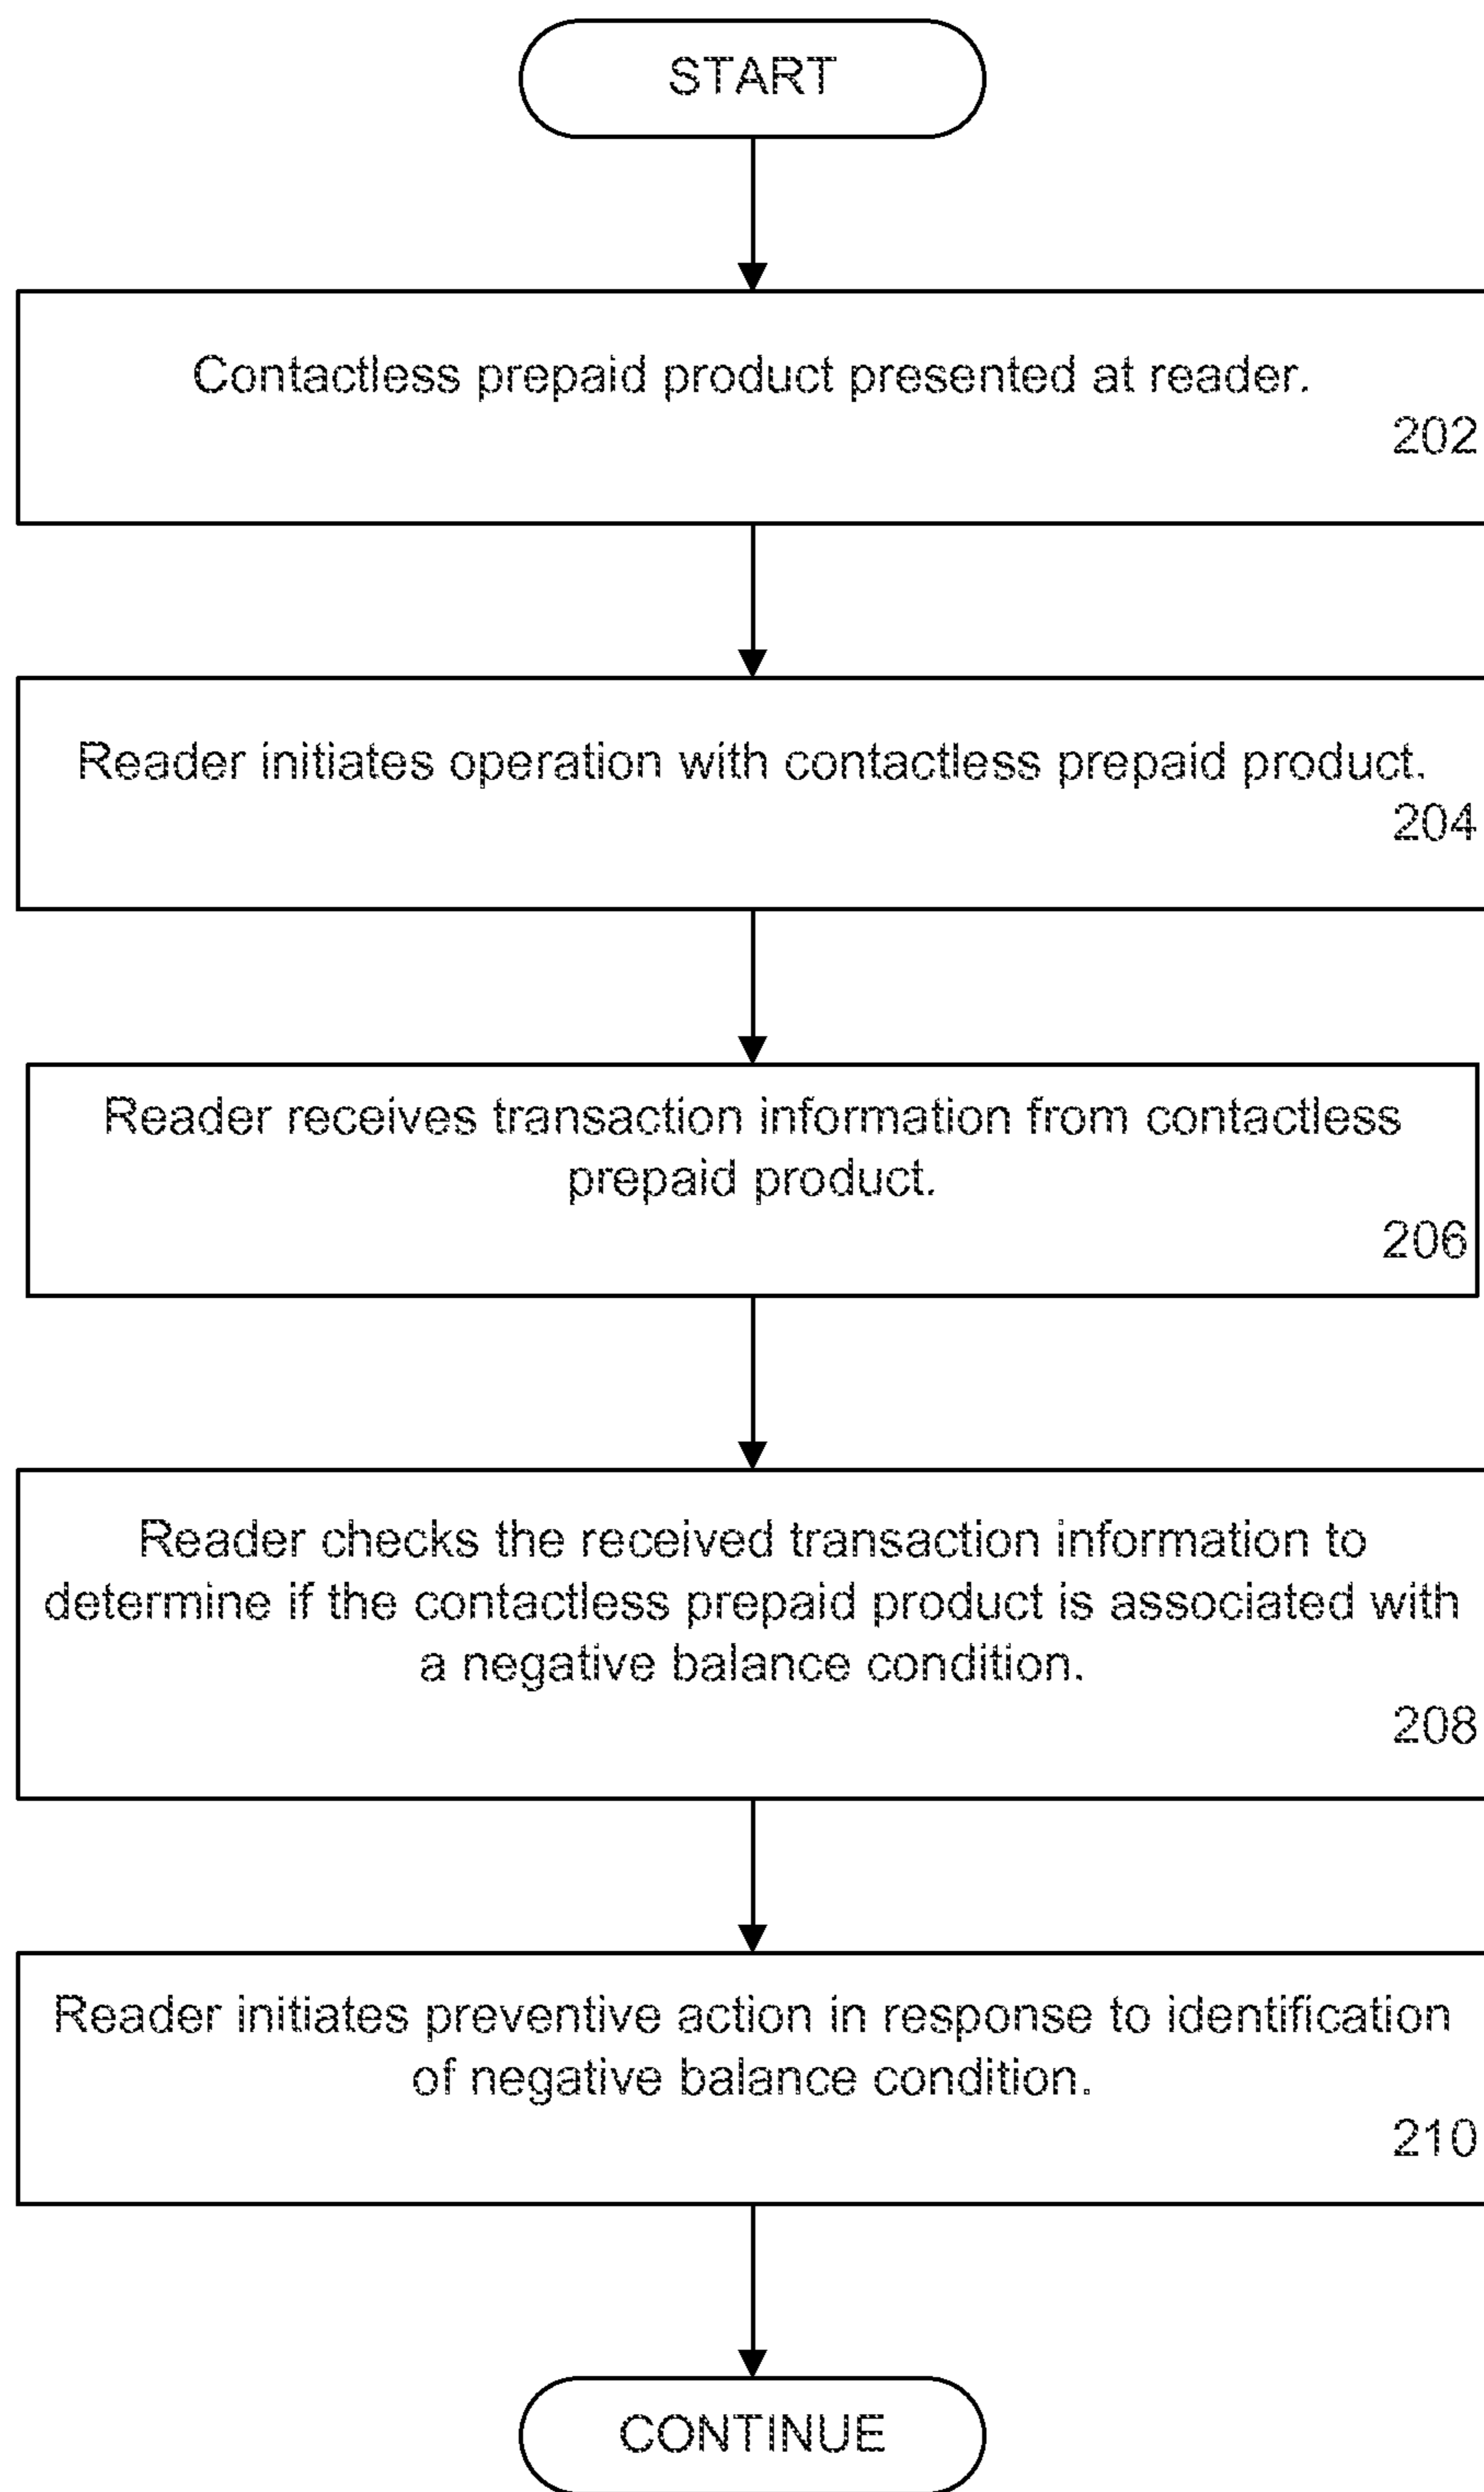 START
Contactless prepaid product presented at reader.
202
Reader initiates operation with contactless prepaid product.
204
Reader receives transaction information from contactless
prepaid product.
206
Reader checks the received transaction information to
determine if the contactless prepaid product is associated with
a negative balance condition.
208
Reader initiates preventive action in response to identification
of negative balance condition.
210
CONTINUE